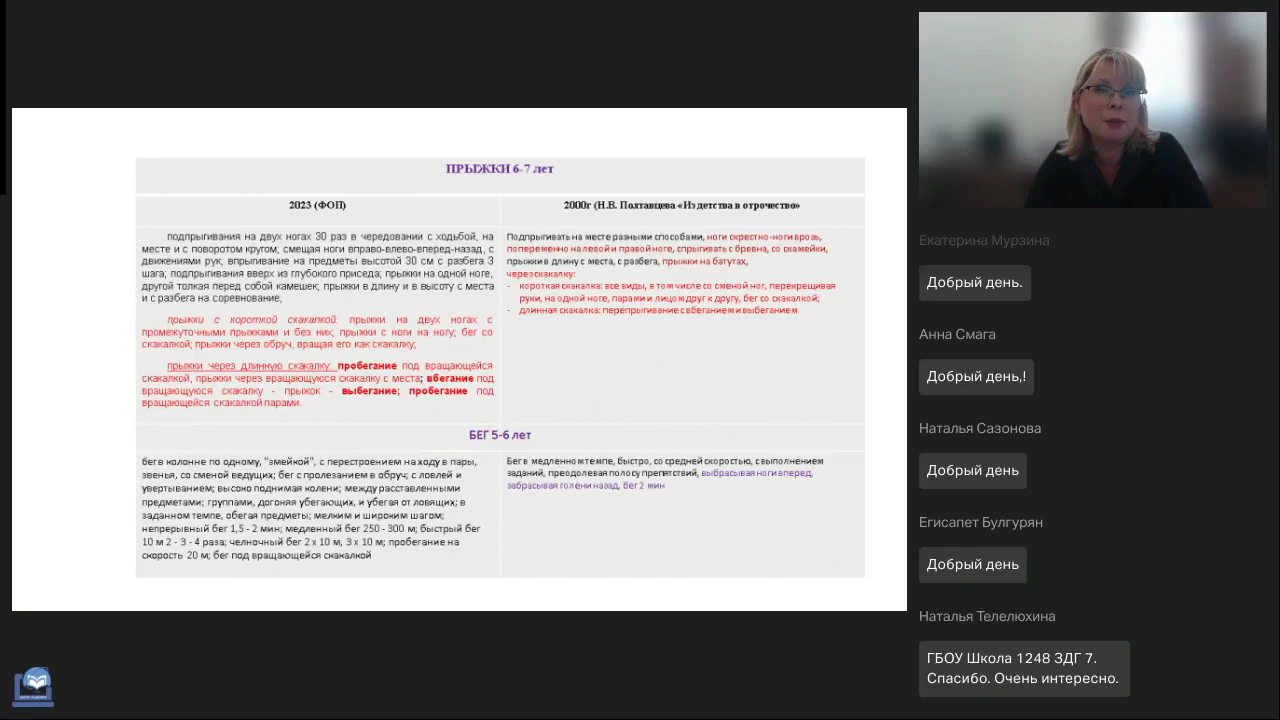 ПРЫЖКИ 6-7 лет
2023 (ФОП)
2000г (Н.В. Полтавцева «Из детства в отрочество»
подпрыгивания на двух ногах 30 раз в чередовании с ходьбой, на
месте и с поворотом кругом, смещая ноги вправо-влево-вперед-назад, с
движениями рук; впрыгивание на предметы высотой 30 см с разбега 3
шага; подпрыгивания вверх из глубокого приседа; прыжки на одной ноге,
другой толкая перед собой камешек; прыжки в длину и в высоту с места
и с разбега на соревнование;
прыжки с короткой скакалкой: прыжки на двух ногах с
промежуточными прыжками и без них; прыжки с ноги на ногу; бег со
скакалкой; прыжки через обруч, вращая его как скакалку;
прыжки через длинную скакалку: пробегание под вращающейся
скакалкой, прыжки через вращающуюся скакалку с места; вбегание под
вращающуюся скакалку - прыжок - выбегание; пробегание под
вращающейся скакалкой парами.
Подпрыгивать на месте разными способами, ноги скрестно-ноги врозь,
попеременно на левой и правой ноге, спрыгивать с бревна, со скамейки,
прыжки в длину с места, с разбега, прыжки на батутах,
через скакалку:
- короткая скакалка: все виды, в том числе со сменой ног, перекрещивая
руки, на одной ноге, парами и лицом друг к другу, бег со скакалкой;
- длинная скакалка: перепрыгивание с вбеганием и выбеганием
БЕГ 5-6 лет
бег в колонне по одному, "змейкой", с перестроением на ходу в пары,
звенья, со сменой ведущих; бег с пролезанием в обруч; с ловлей и
увертыванием; высоко поднимая колени; между расставленными
предметами; группами, догоняя убегающих, и убегая от ловящих; в
заданном темпе, обегая предметы; мелким и широким шагом;
непрерывный бег 1,5 - 2 мин; медленный бег 250 - 300 м; быстрый бег
10 м 2 - 3 - 4 раза; челночный бег 2 x 10 м, 3 x 10 м; пробегание на
скорость 20 м; бег под вращающейся скакалкой
Бег в медленном темпе, быстро, со средней скоростью, с выполнением
заданий, преодолевая полосу препятствий, выбрасывая ноги вперед,
забрасывая голени назад, бег 2 мин
Екатерина Мурзина
Добрый день.
Анна Смага
Добрый день,!
Наталья Сазонова
Добрый день
Егисапет Булгурян
Добрый день
Наталья Телелюхина
ГБОУ Школа 1248 ЗДГ 7.
Спасибо. Очень интересно.